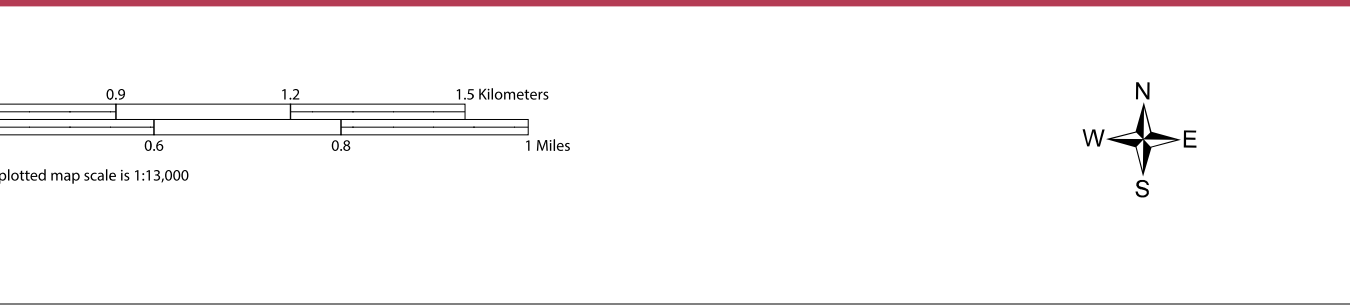 0.9 1.2 1.5 Kilometers
0.6 0.8 1 Miles
plotted map scale is 1:13,000
N
W E
S